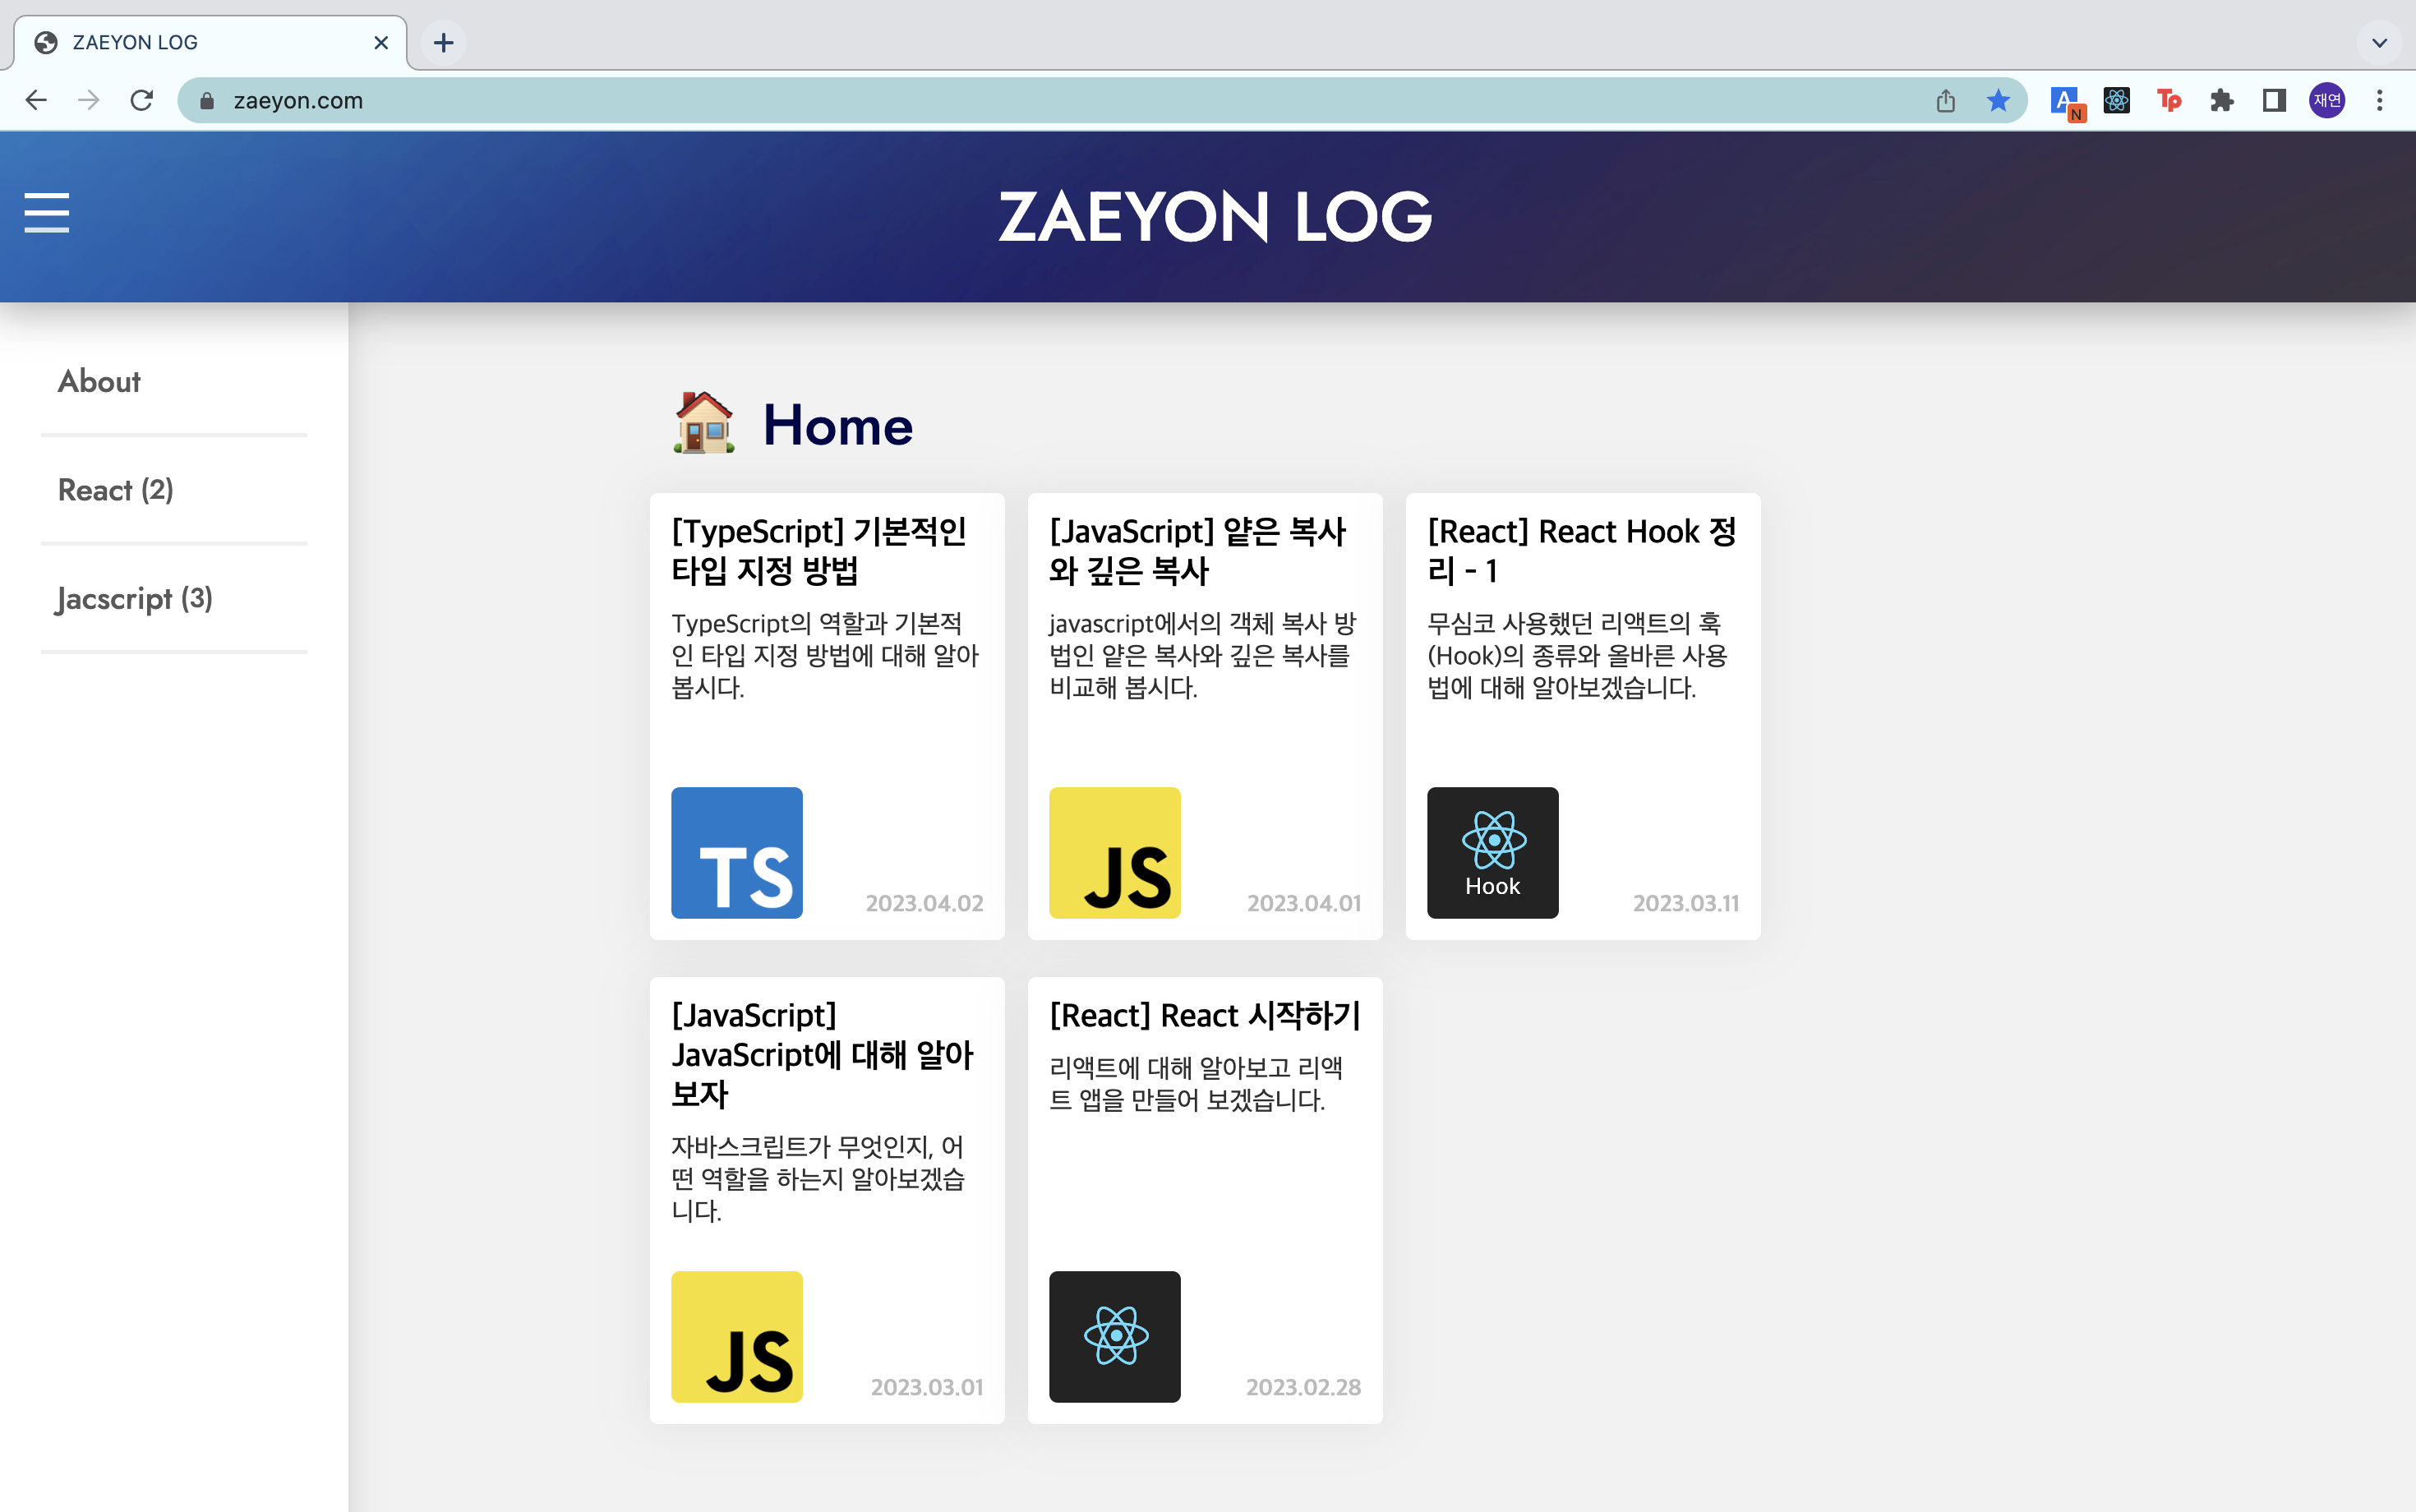 ZAEYON LOG
zaeyon.com
A
N
Tp
재연
ZAEYON LOG
About
React (2)
Jacscript (3)
Home
[TypeScript] 기본적인
타입 지정 방법
TypeScript의 역할과 기본적
인 타입 지정 방법에 대해 알아
봅시다.
TS
2023.04.02
[JavaScript] 얕은 복사
와 깊은 복사
javascript에서의 객체 복사 방
법인 얕은 복사와 깊은 복사를
비교해 봅시다.
JS
2023.04.01
[React] React Hook 정
리 - 1
무심코 사용했던 리액트의 훅
(Hook)의 종류와 올바른 사용
법에 대해 알아보겠습니다.
Hook
2023.03.11
[JavaScript]
JavaScript에 대해 알아
보자
자바스크립트가 무엇인지, 어
떤 역할을 하는지 알아보겠습
니다.
JS
2023.03.01
[React] React 시작하기
리액트에 대해 알아보고 리액
트 앱을 만들어 보겠습니다.
2023.02.28